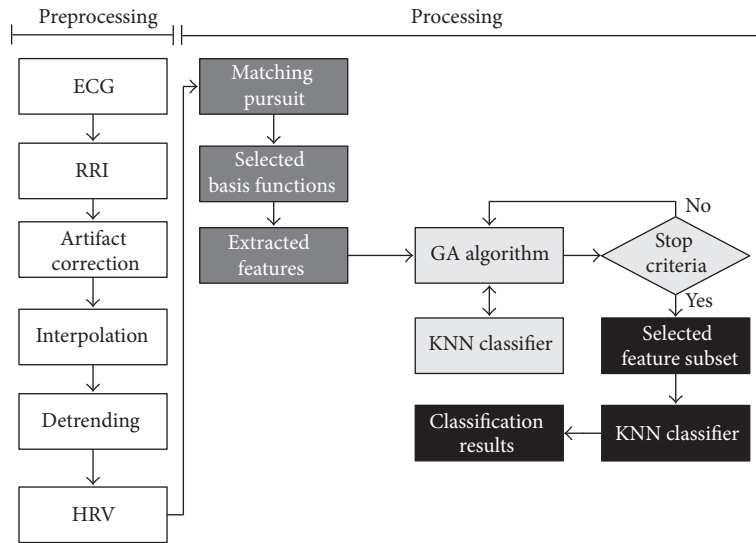 Preprocessing
Processing
ECG
RRI
Artifact
correction
Interpolation
Detrending
HRV
Matching
pursuit
Selected
basis functions
Extracted
features
GA algorithm
KNN classifier
Stop
criteria
No
Yes
Selected
feature subset
KNN classifier
Classification
results